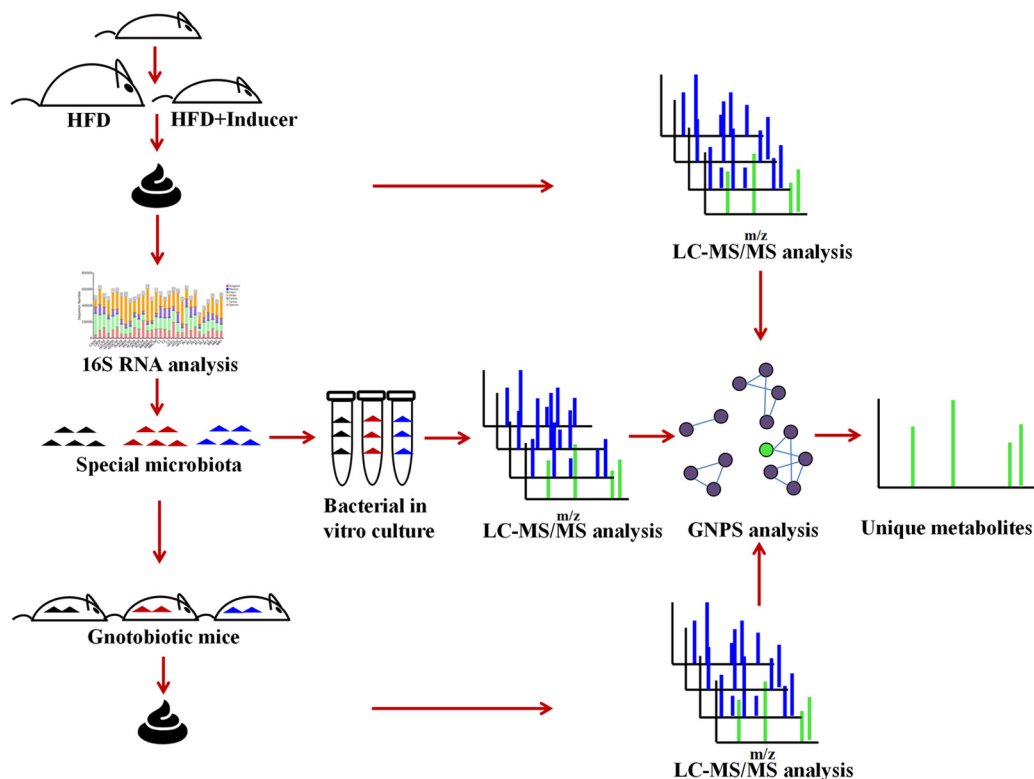 HFD
HFD+Inducer
m/z
LC-MS/MS analysis
16S RNA analysis
Special microbiota
Bacterial in
vitro culture
m/z
LC-MS/MS analysis
GNPS analysis
Unique metabolites
Gnotobiotic mice
m/z
LC-MS/MS analysis